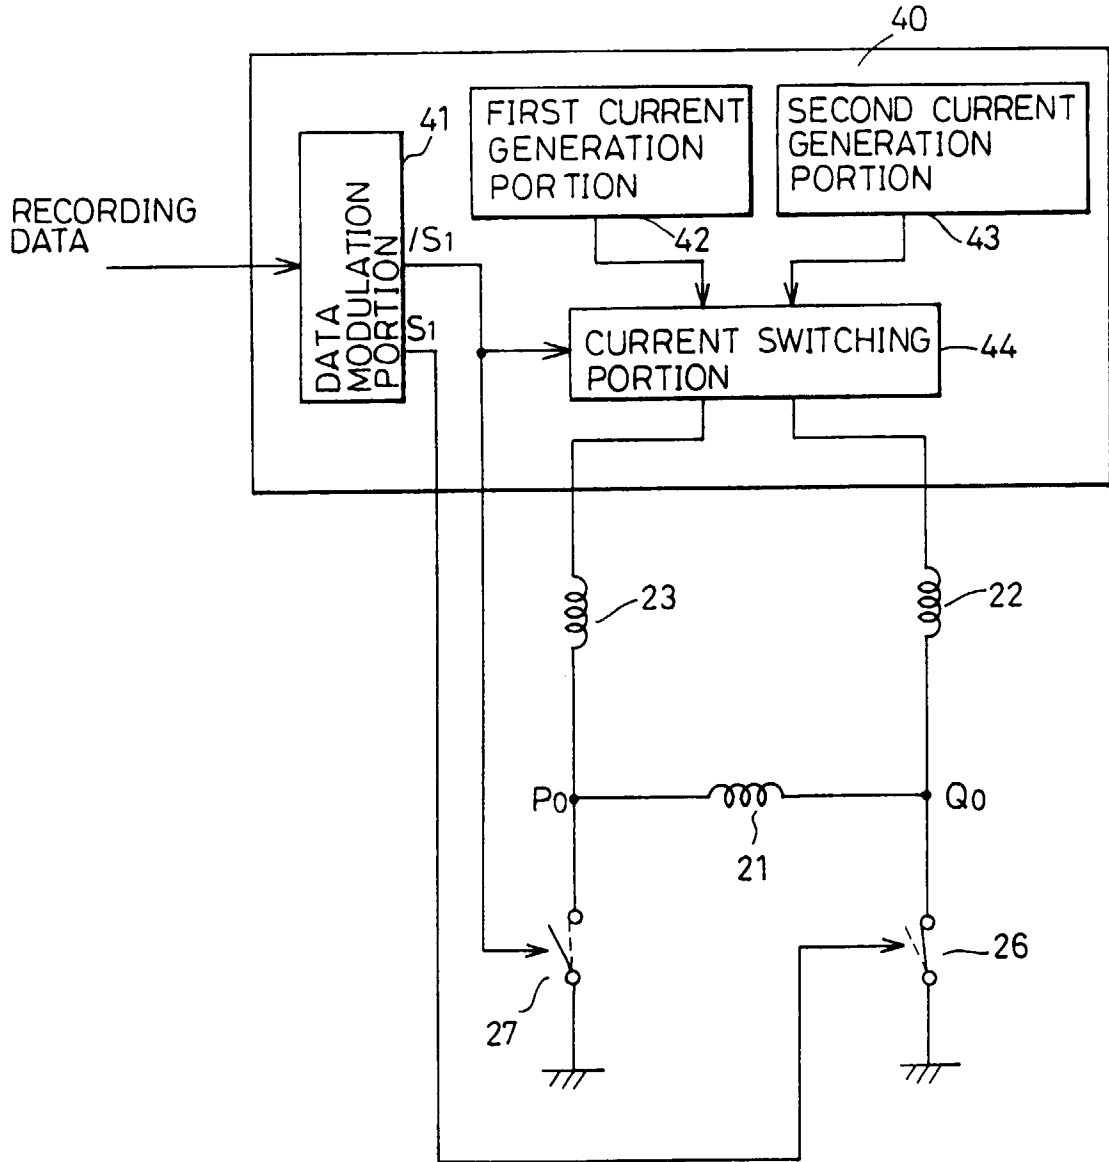 40
FIRST CURRENT
GENERATION
PORTION
SECOND CURRENT
GENERATION
PORTION
41
42
43
RECORDING
DATA
DATA
MODULATION
PORTION
/S1
S1
CURRENT SWITCHING
PORTION
44
23
22
P0
Q0
21
27
26